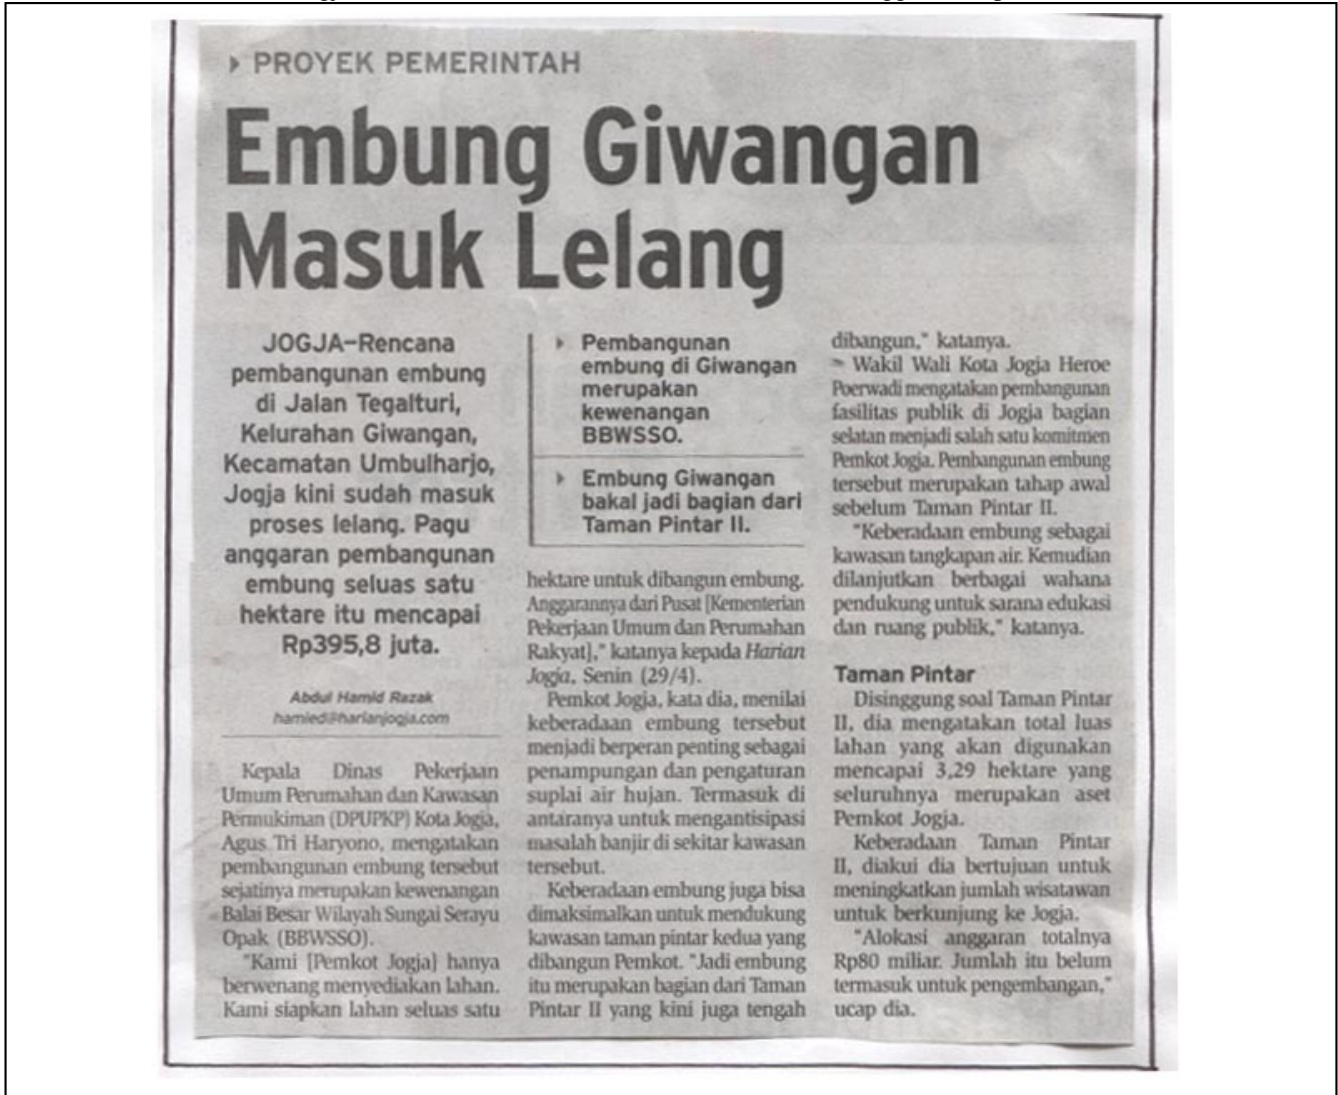 PROYEK PEMERINTAH
Embung Giwangan
Masuk Lelang
JOGJA—Rencana
pembangunan embung
di Jalan Tegalturi,
Kelurahan Giwangan,
Kecamatan Umbulharjo,
Jogja kini sudah masuk
proses lelang. Pagu
anggaran pembangunan
embung seluas satu
hektare itu mencapai
Rp395,8 juta.
Abdul Hamid Razak
hamied@harianjogja.com
Kepala Dinas Pekerjaan
Umum Perumahan dan Kawasan
Permukiman (DPUPKP) Kota Jogja,
Agus Tri Haryono, mengatakan
pembangunan embung tersebut
sejatinya merupakan kewenangan
Balai Besar Wilayah Sungai Serayu
Opak (BBWSSO).
"Kami [Pemkot Jogja] hanya
berwenang menyediakan lahan.
Kami siapkan lahan seluas satu
Pembangunan
embung di Giwangan
merupakan
kewenangan
BBWSSO.
Embung Giwangan
bakal jadi bagian dari
Taman Pintar II.
hektare untuk dibangun embung.
Anggarannya dari Pusat [Kementerian
Pekerjaan Umum dan Perumahan
Rakyat]," katanya kepada Harian
Jogja, Senin (29/4).
Pemkot Jogja, kata dia, menilai
keberadaan embung tersebut
menjadi berperan penting sebagai
penampungan dan pengaturan
suplai air hujan. Termasuk di
antaranya untuk mengantisipasi
masalah banjir di sekitar kawasan
tersebut.
Keberadaan embung juga bisa
dimaksimalkan untuk mendukung
kawasan taman pintar kedua yang
dibangun Pemkot. "Jadi embung
itu merupakan bagian dari Taman
Pintar II yang kini juga tengah
dibangun," katanya.
Wakil Wali Kota Jogja Heroe
Poerwadi mengatakan pembangunan
fasilitas publik di Jogja bagian
selatan menjadi salah satu komitmen
Pemkot Jogja. Pembangunan embung
tersebut merupakan tahap awal
sebelum Taman Pintar II.
"Keberadaan embung sebagai
kawasan tangkapan air. Kemudian
dilanjutkan berbagai wahana
pendukung untuk sarana edukasi
dan ruang publik," katanya.
Taman Pintar
Disinggung soal Taman Pintar
II, dia mengatakan total luas
lahan yang akan digunakan
mencapai 3,29 hektare yang
seluruhnya merupakan aset
Pemkot Jogja.
Keberadaan Taman Pintar
II, diakui dia bertujuan untuk
meningkatkan jumlah wisatawan
untuk berkunjung ke Jogja.
"Alokasi anggaran totalnya
Rp80 miliar. Jumlah itu belum
termasuk untuk pengembangan,"
ucap dia.